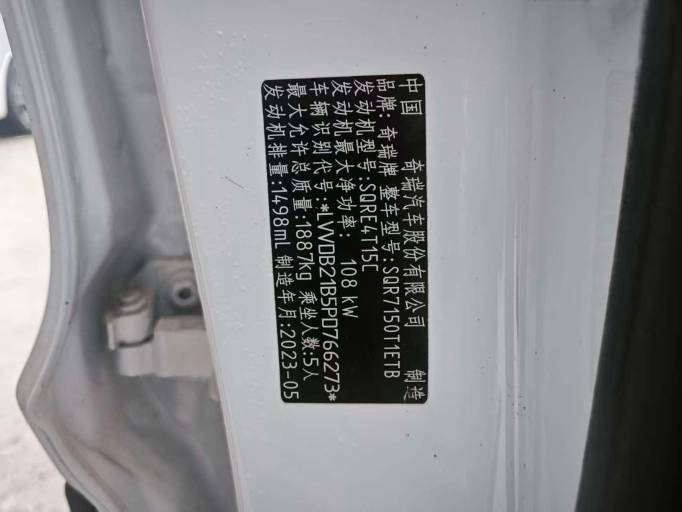 中国 奇瑞汽车股份有限公司 制造
品牌:奇瑞牌 整车型号:SQR7150T1ETB
发动机型号:SQRE4T15C
发动机最大净功率: 108 kW
车辆识别代号:*LVVDB21B5PD766273*
最大允许总质量:1887kg 乘坐人数:5人
发动机排量:1498mL 制造年月:2023-05